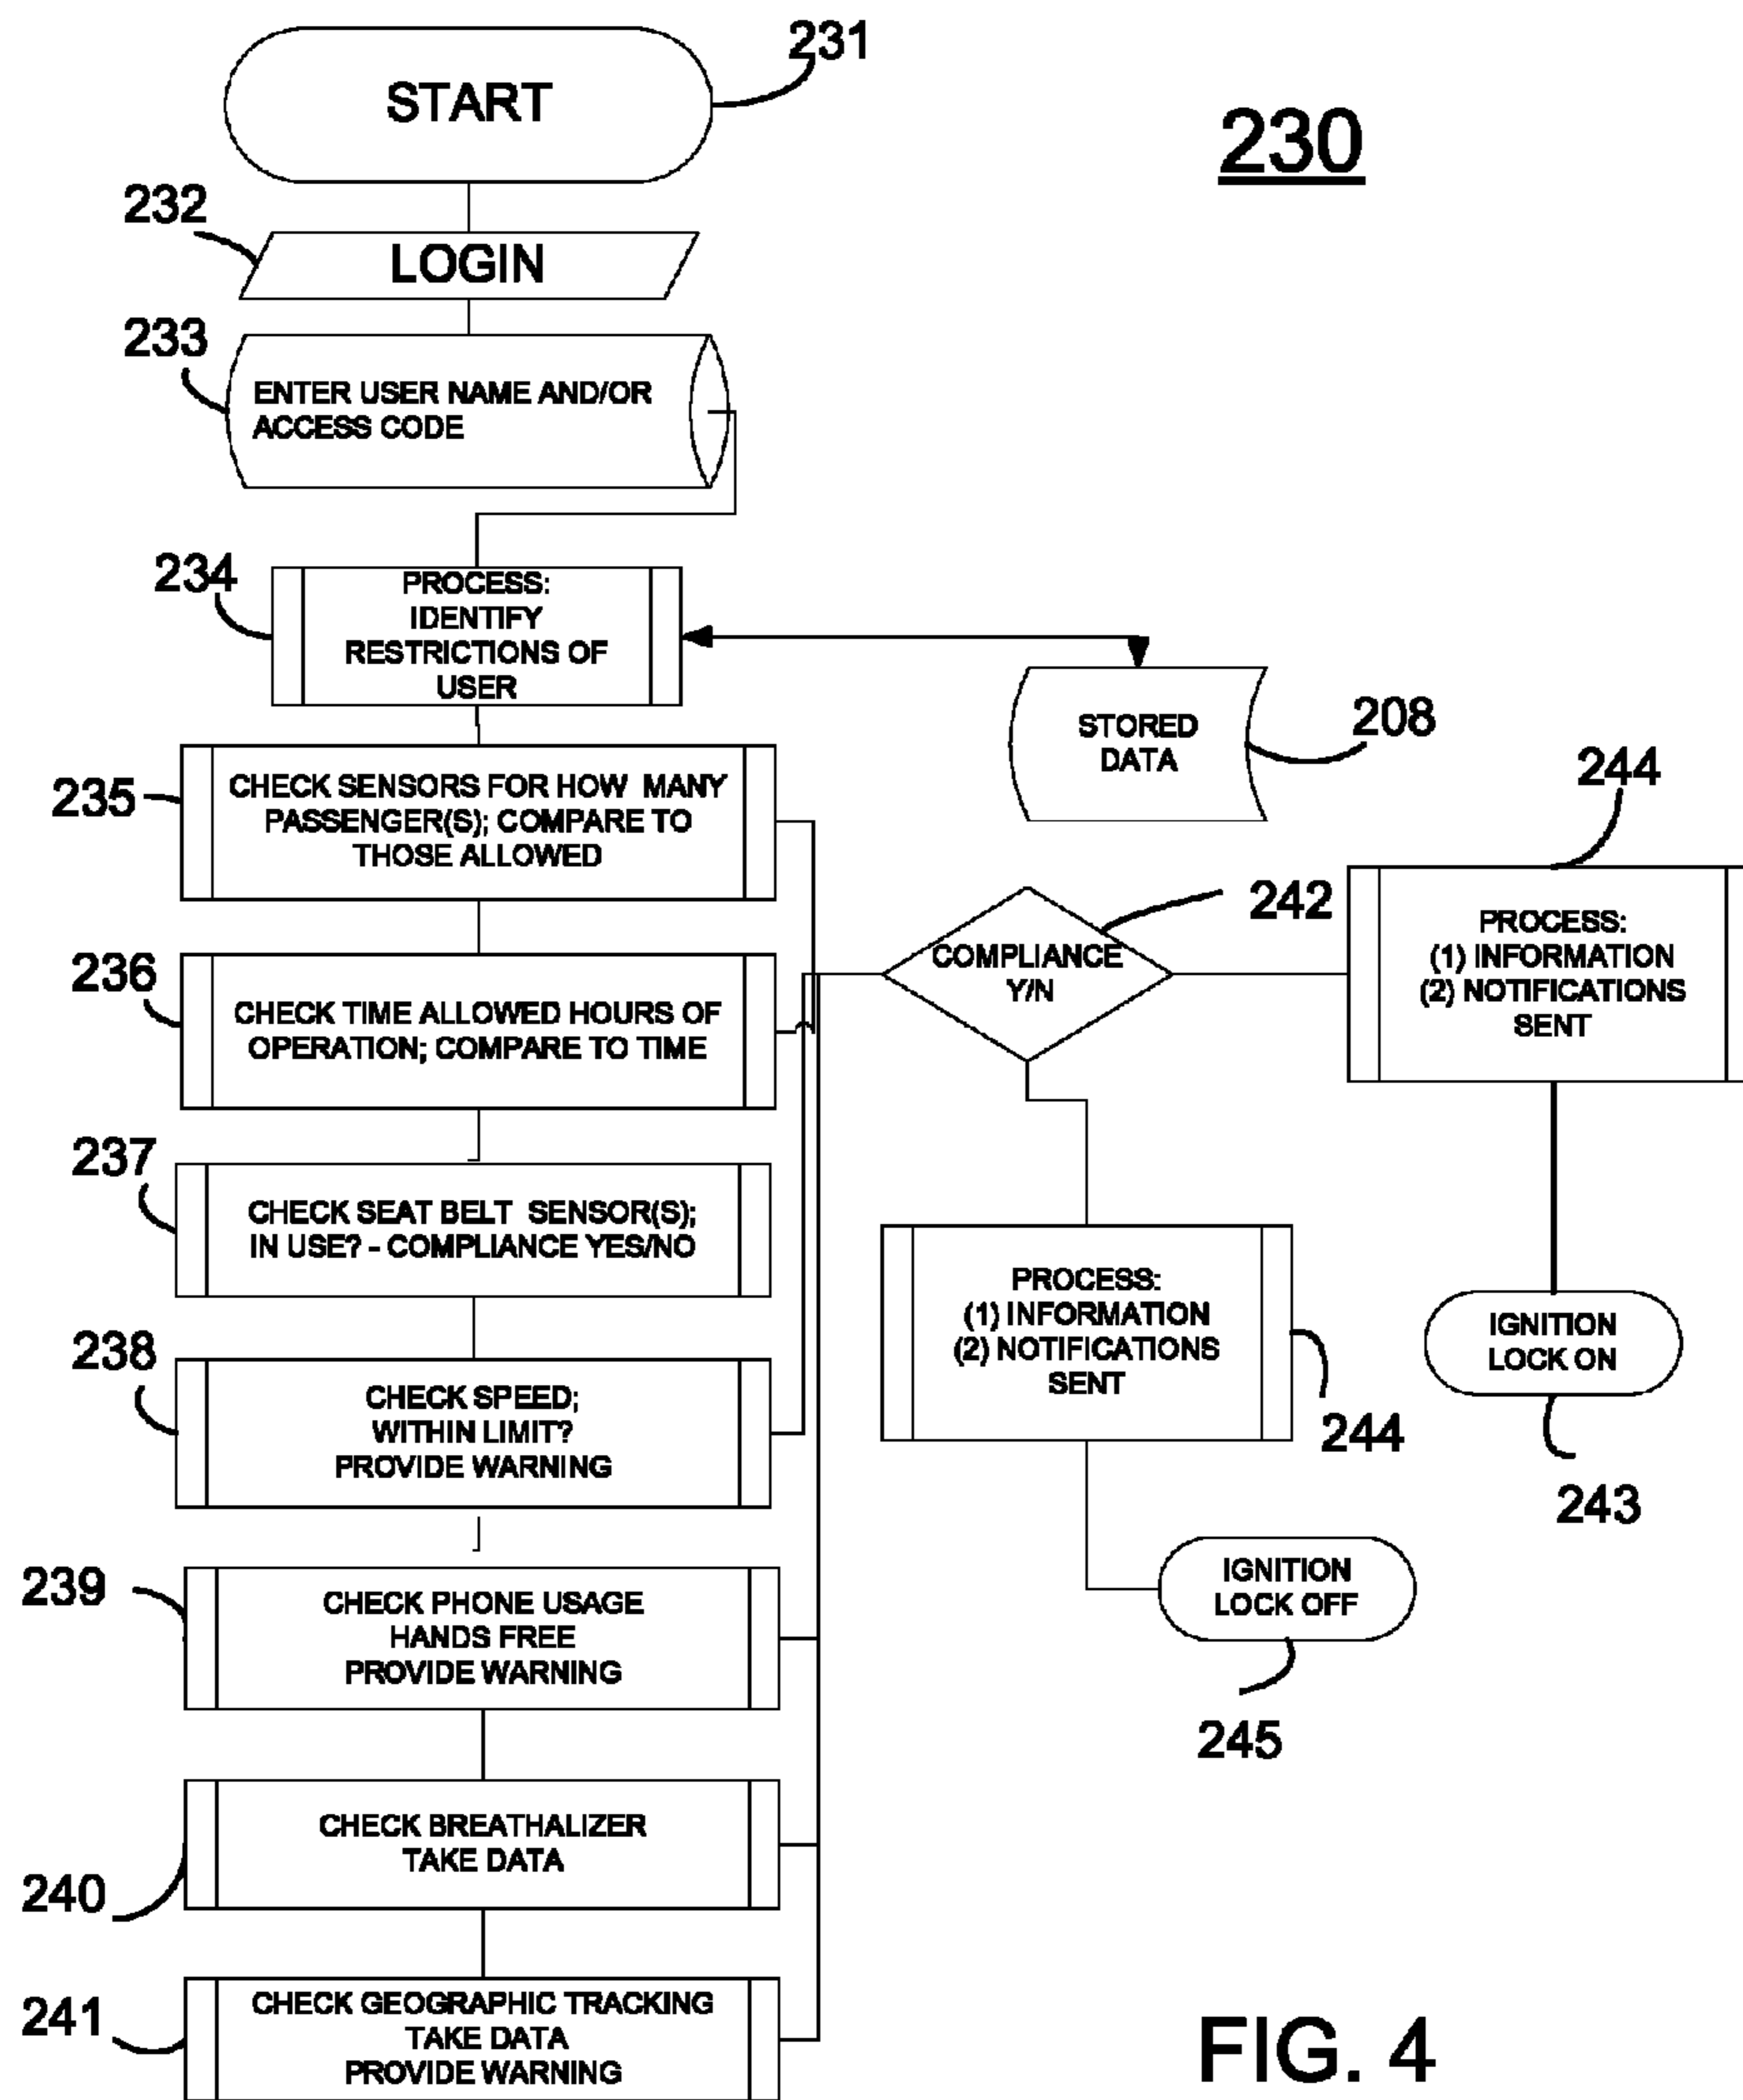 231
START
230
232
LOGIN
233
ENTER USER NAME AND/OR
ACCESS CODE
234
PROCESS:
IDENTIFY
RESTRICTIONS OF
USER
STORED
DATA
208
235
CHECK SENSORS FOR HOW MANY
PASSENGER(S); COMPARE TO
THOSE ALLOWED
244
242
COMPLIANCE
Y/N
PROCESS:
(1) INFORMATION
(2) NOTIFICATIONS
SENT
236
CHECK TIME ALLOWED HOURS OF
OPERATION; COMPARE TO TIME
237
CHECK SEAT BELT SENSOR(S);
IN USE? - COMPLIANCE YES/NO
PROCESS:
(1) INFORMATION
(2) NOTIFICATIONS
SENT
244
IGNITION
LOCK ON
243
238
CHECK SPEED;
WITHIN LIMIT?
PROVIDE WARNING
239
CHECK PHONE USAGE
HANDS FREE
PROVIDE WARNING
IGNITION
LOCK OFF
245
240
CHECK BREATHALIZER
TAKE DATA
241
CHECK GEOGRAPHIC TRACKING
TAKE DATA
PROVIDE WARNING
FIG. 4